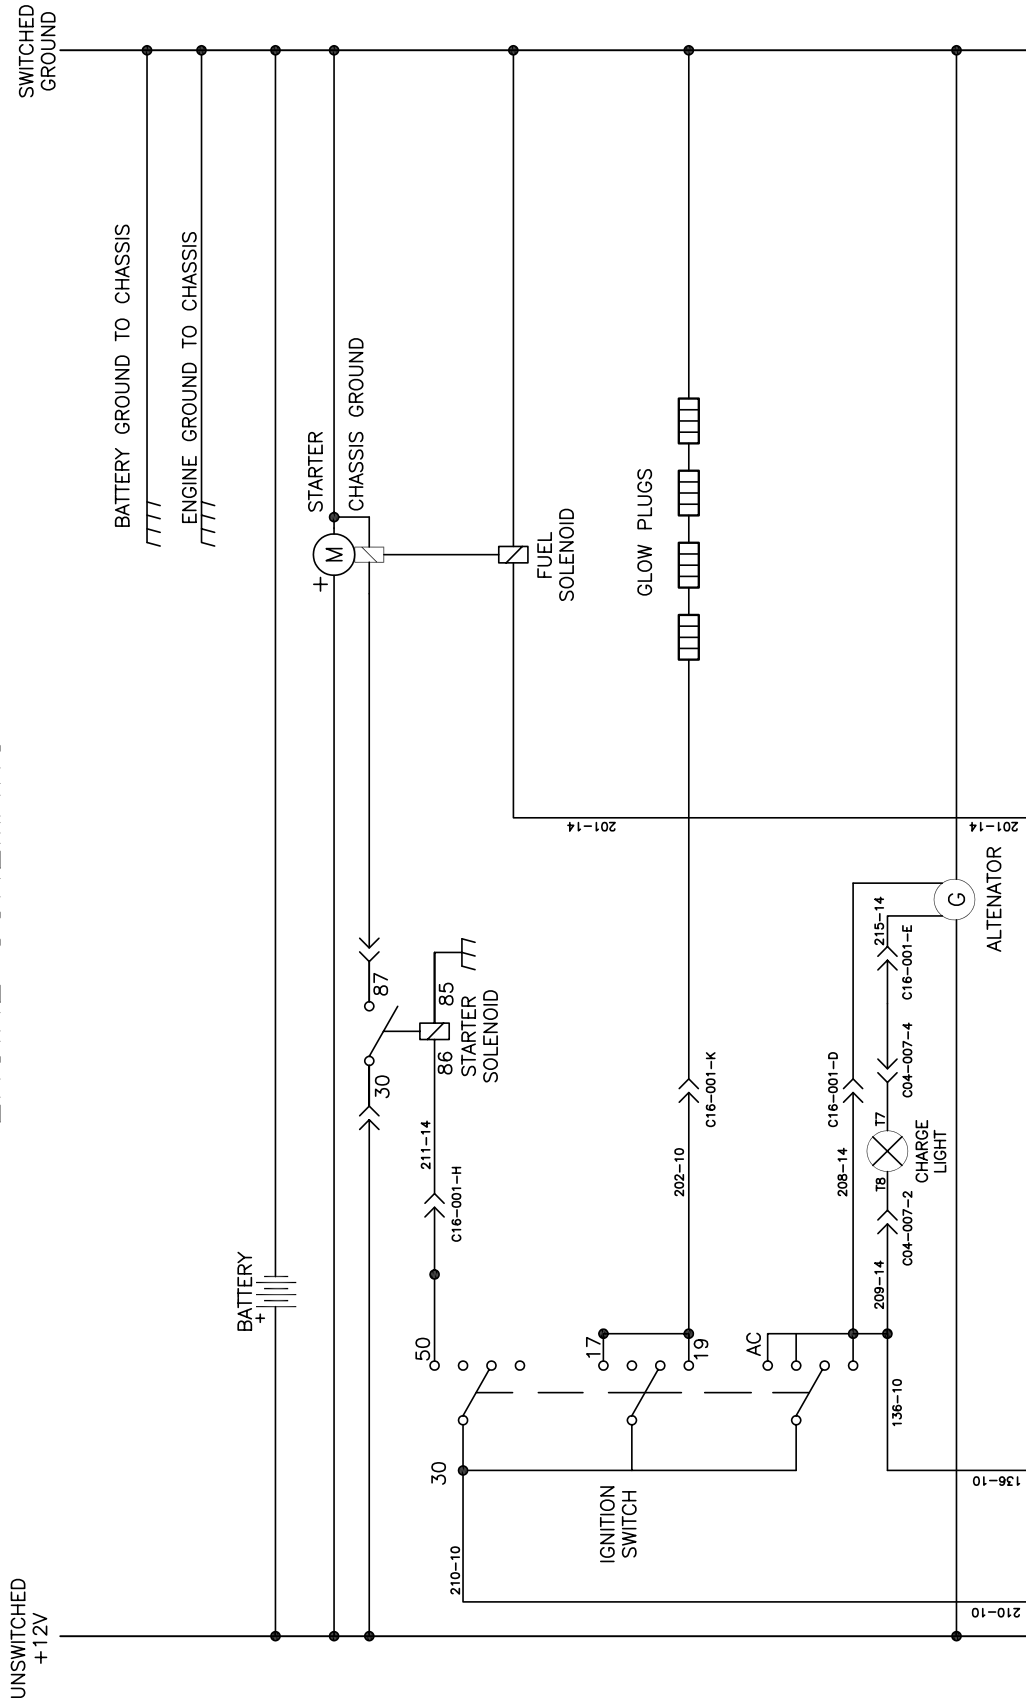 SWITCHED
GROUND
BATTERY GROUND TO CHASSIS
ENGINE GROUND TO CHASSIS
STARTER
CHASSIS GROUND
M
+
FUEL
SOLENOID
GLOW PLUGS
201-14
201-14
ALTENATOR
G
215-14
C16-001-E
C04-007-4
T7
CHARGE
LIGHT
T8
C04-007-2
209-14
C16-001-D
208-14
C16-001-K
202-10
87
30
85
86
STARTER
SOLENOID
211-14
C16-001-H
BATTERY
+
50
17
19
AC
30
136-10
136-10
IGNITION
SWITCH
210-10
210-10
UNSWITCHED
+12V